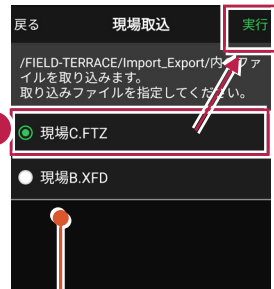 戻る 現場取込 実行
/FIELD-TERRACE/Import_Export/内 ファ
イルを取り込みます。
取り込みファイルを指定してください。
現場C.FTZ
現場B.XFD